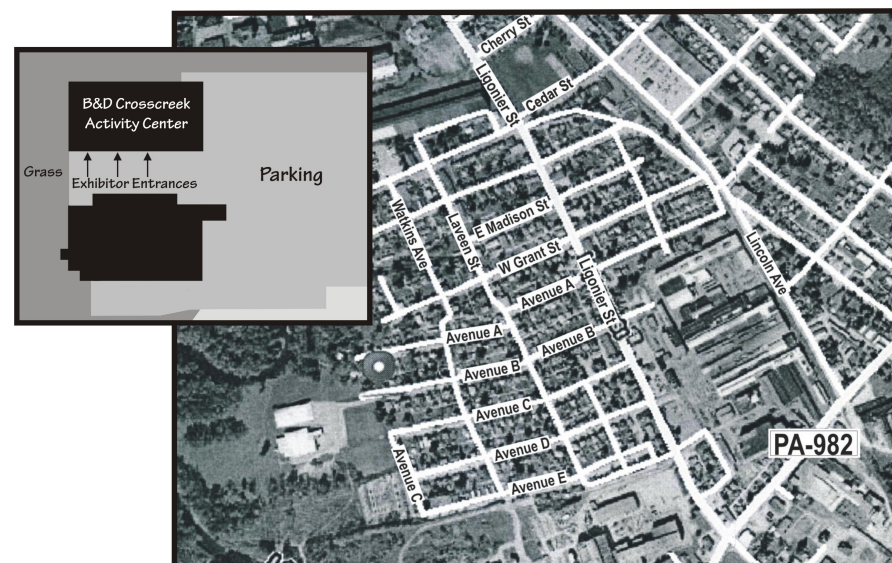 B&D Crosscreek
Activity Center
Grass
Exhibitor Entrances
Parking
Cherry St
Ligonier St
Cedar St
Watkins Ave
Laveen St
E Madison St
W Grant St
Ligonier St
Lincoln Ave
Avenue A
Avenue A
Avenue B
Avenue B
Avenue C
Avenue D
Avenue C
Avenue E
PA-982